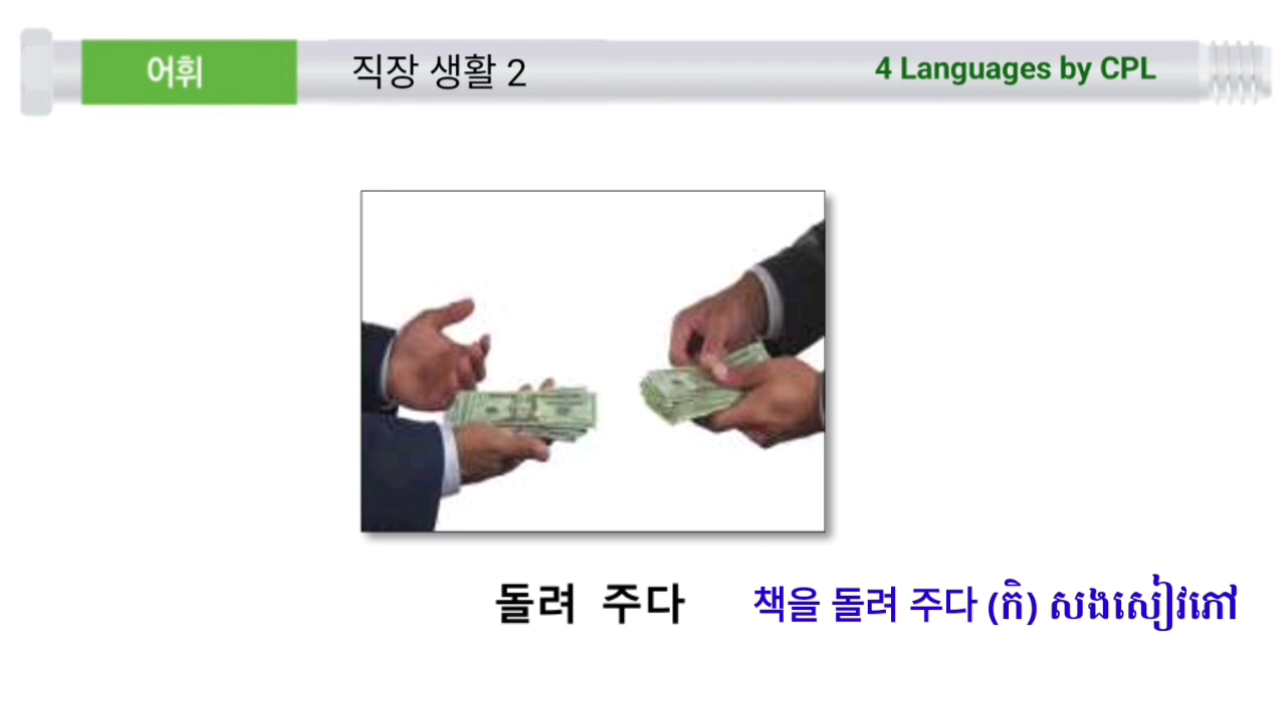 어휘 직장 생활 2 4 Languages by CPL
돌려 주다 책을 돌려 주다 (កិ) សងសៀវភៅ